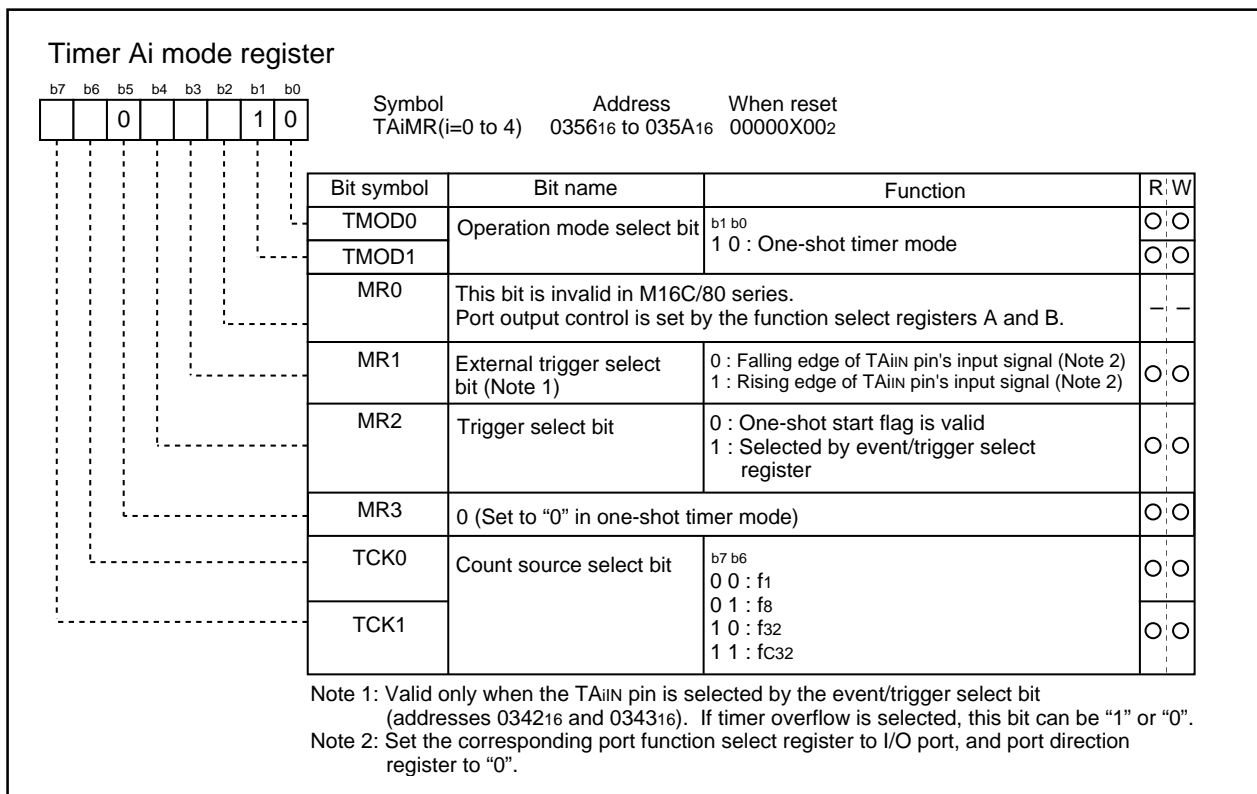 Timer Ai mode register
b7 b6 b5 b4 b3 b2 b1 b0
0 1 0
Symbol Address When reset
TAiMR(i=0 to 4) 035616 to 035A16 00000X002
Bit symbol Bit name Function R W
TMOD0 Operation mode select bit b1 b0
1 0 : One-shot timer mode
TMOD1
MR0 This bit is invalid in M16C/80 series.
Port output control is set by the function select registers A and B. – –
MR1 External trigger select bit (Note 1)
0 : Falling edge of TAiIN pin's input signal (Note 2)
1 : Rising edge of TAiIN pin's input signal (Note 2)
MR2 Trigger select bit 0 : One-shot start flag is valid
1 : Selected by event/trigger select
register
MR3 0 (Set to “0” in one-shot timer mode)
TCK0 Count source select bit b7 b6
0 0 : f1
0 1 : f8
TCK1 1 0 : f32
1 1 : fC32
Note 1: Valid only when the TAiIN pin is selected by the event/trigger select bit
(addresses 034216 and 034316). If timer overflow is selected, this bit can be “1” or “0”.
Note 2: Set the corresponding port function select register to I/O port, and port direction
register to “0”.